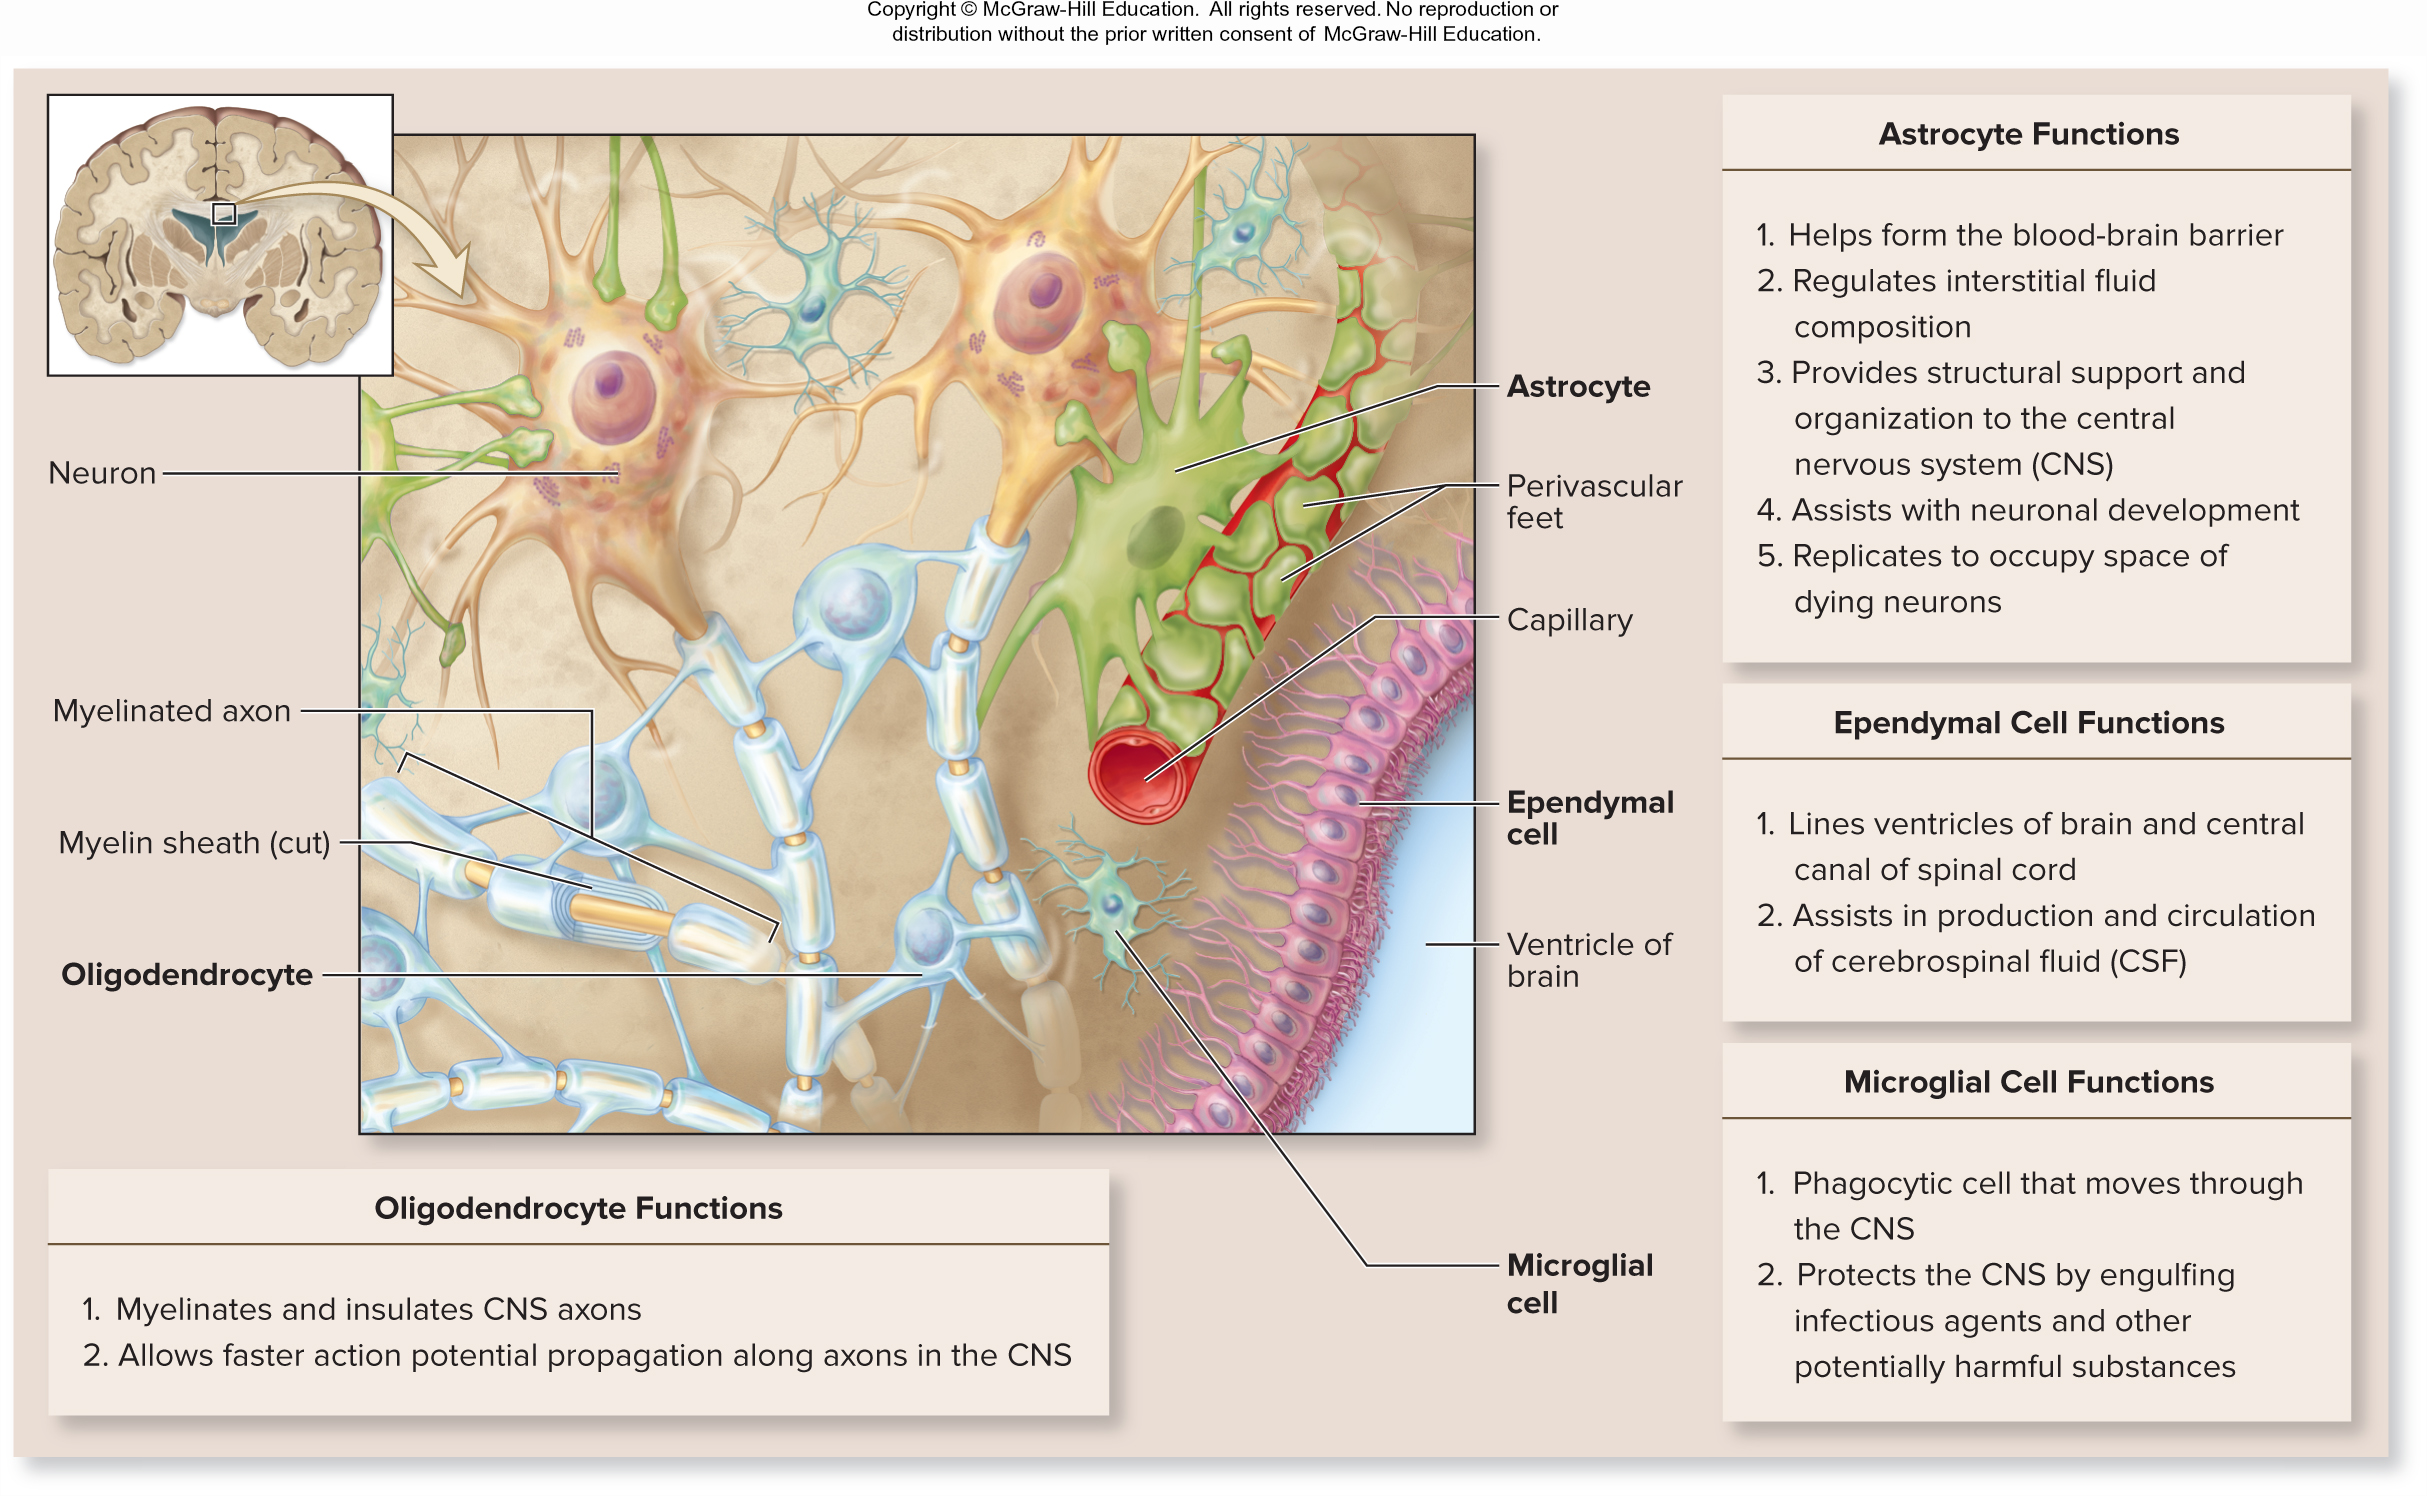 Copyright © McGraw-Hill Education. All rights reserved. No reproduction or
distribution without the prior written consent of McGraw-Hill Education.
Neuron
Myelinated axon
Myelin sheath (cut)
Oligodendrocyte
Astrocyte
Perivascular
feet
Capillary
Ependymal
cell
Ventricle of
brain
Microglial
cell
Astrocyte Functions
1. Helps form the blood-brain barrier
2. Regulates interstitial fluid
composition
3. Provides structural support and
organization to the central
nervous system (CNS)
4. Assists with neuronal development
5. Replicates to occupy space of
dying neurons
Ependymal Cell Functions
1. Lines ventricles of brain and central
canal of spinal cord
2. Assists in production and circulation
of cerebrospinal fluid (CSF)
Microglial Cell Functions
1. Phagocytic cell that moves through
the CNS
2. Protects the CNS by engulfing
infectious agents and other
potentially harmful substances
Oligodendrocyte Functions
1. Myelinates and insulates CNS axons
2. Allows faster action potential propagation along axons in the CNS